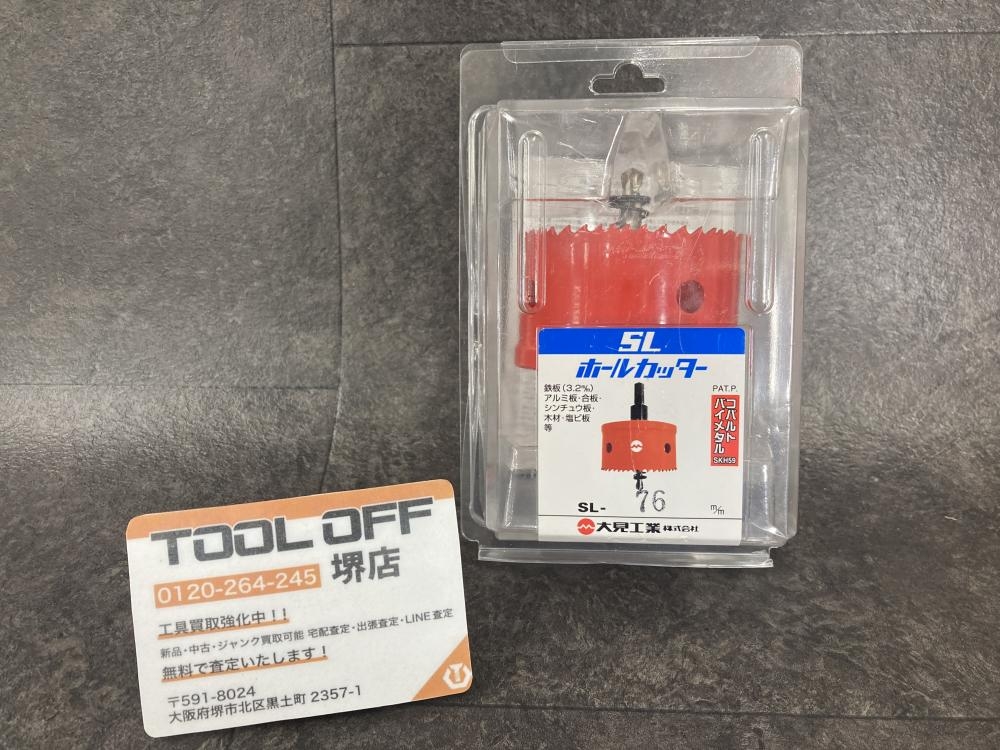 SL
ホールカッター
鉄板(3.2㎜)
アルミ板・合板・
シンチュウ板・
木材・塩ビ板
等
PAT.P.
コバルト
バイメタル
SKH59
SL- 76 m/m
大見工業株式会社
TOOL OFF
0120-264-245 堺店
工具買取強化中!!
新品・中古・ジャンク買取可能 宅配査定・出張査定・LINE査定
無料で査定いたします!
〒591-8024
大阪府堺市北区黒土町 2357-1